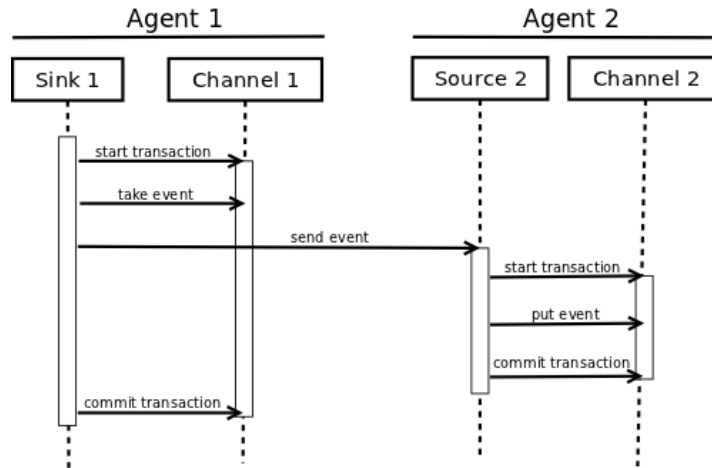 Agent 1
Agent 2
Sink 1
Channel 1
Source 2
Channel 2
start transaction
take event
send event
start transaction
put event
commit transaction
commit transaction